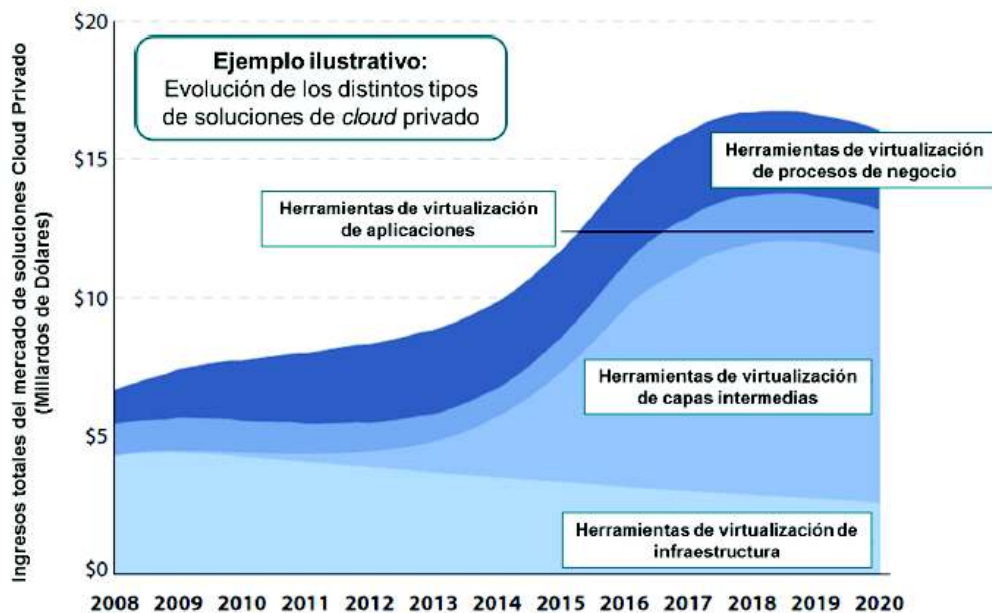 Ingresos totales del mercado de soluciones Cloud Privado
(Millardos de Dólares)
$20
$15
$10
$5
$0
Ejemplo ilustrativo:
Evolución de los distintos tipos
de soluciones de cloud privado
Herramientas de virtualización
de procesos de negocio
Herramientas de virtualización
de aplicaciones
Herramientas de virtualización
de capas intermedias
Herramientas de virtualización de
infraestructura
2008 2009 2010 2011 2012 2013 2014 2015 2016 2017 2018 2019 2020